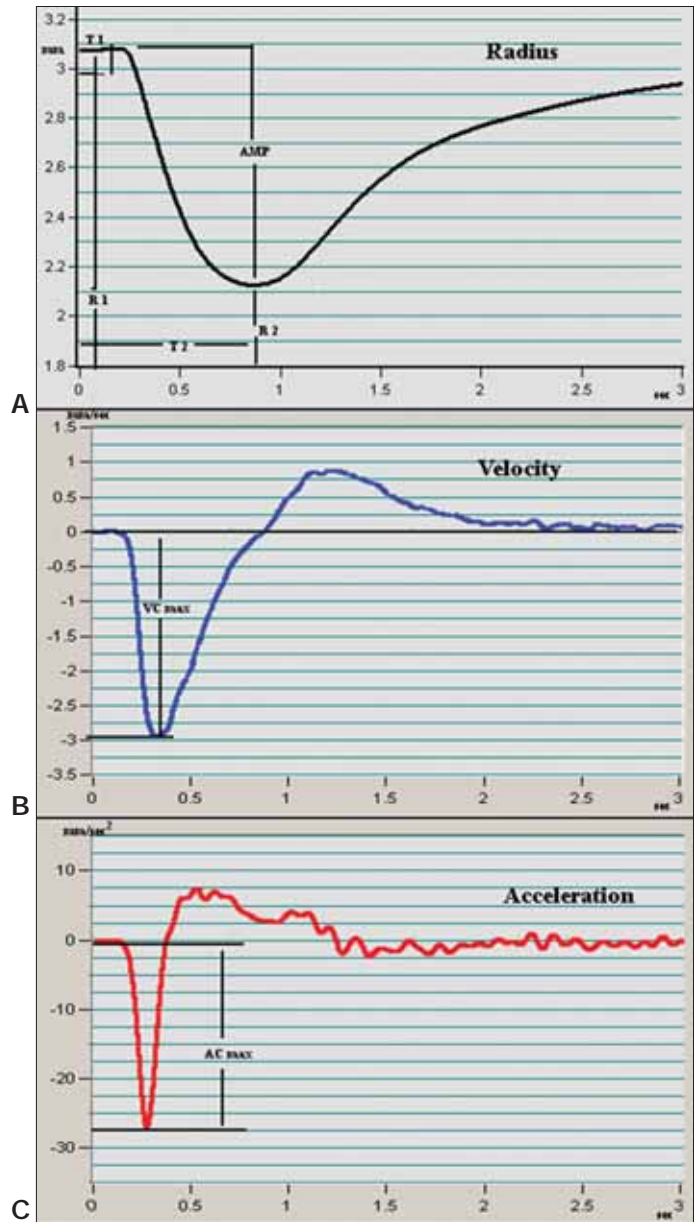 3.2
mm
T 1
Radius
3
2.8
AMP
2.6
2.4
2.2
R 1
2
R 2
T 2
1.8
0 0.5 1 1.5 2 2.5 3
sec
A
mm/sec
1.5
Velocity
1
0.5
0
-0.5
-1
VC max
-1.5
-2
-2.5
-3
-3.5
0 0.5 1 1.5 2 2.5 3
sec
B
mm/sec²
10
Acceleration
0
-10
AC max
-20
-30
0 0.5 1 1.5 2 2.5 3
sec
C